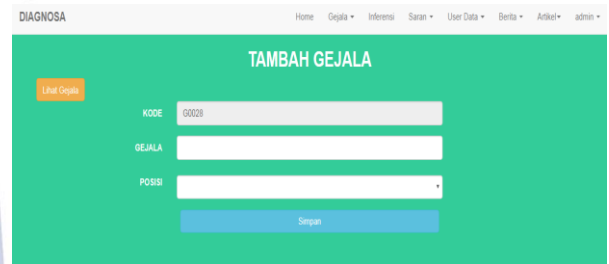 DIAGNOSA Home Gejala Inferensi Saran User Data Berita Artikel admin
TAMBAH GEJALA
Lihat Gejala
KODE G0028
GEJALA
POSISI
Simpan